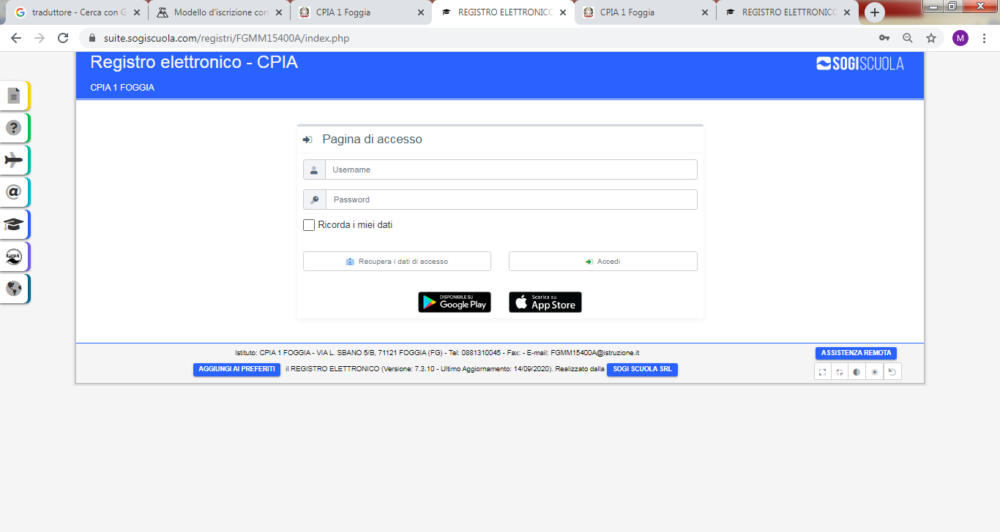 traduttore - Cerca con G
Modello d'iscrizione cors
CPIA 1 Foggia
REGISTRO ELETTRONICO
CPIA 1 Foggia
REGISTRO ELETTRONICO
suite.sogiscuola.com/registri/FGMM15400A/index.php
M
Registro elettronico - CPIA
SOGISCUOLA
CPIA 1 FOGGIA
Pagina di accesso
Username
Password
Ricorda i miei dati
Recupera i dati di accesso
Accedi
DISPONIBILE SU
Google Play
Scarica su
App Store
Istituto: CPIA 1 FOGGIA - VIA L. SBANO 5/B, 71121 FOGGIA (FG) - Tel: 0881310045 - Fax: - E-mail: FGMM15400A@istruzione.it
ASSISTENZA REMOTA
AGGIUNGI AI PREFERITI il REGISTRO ELETTRONICO (Versione: 7.3.10 - Ultimo Aggiornamento: 14/09/2020). Realizzato dalla SOGI SCUOLA SRL